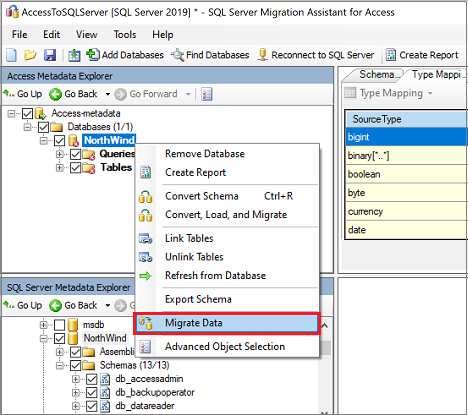 AccessToSQLServer [SQL Server 2019] * - SQL Server Migration Assistant for Access
File Edit View Tools Help
Add Databases Find Databases Reconnect to SQL Server Create Report
Access Metadata Explorer
Schema... Type Mappi...
Go Up Go Back Go Forward
Type Mapping
Access-metadata
Databases (1/1)
NorthWind
Queries
Tables
SourceType
bigint
binary[*..*]
boolean
byte
currency
date
Remove Database
Create Report
Convert Schema Ctrl+R
Convert, Load, and Migrate
Link Tables
Unlink Tables
Refresh from Database
Export Schema
Migrate Data
Advanced Object Selection
SQL Server Metadata Explorer
Go Up Go Back
msdb
NorthWind
Assembli
Schemas (13/13)
db_accessadmin
db_backupoperator
db_datareader